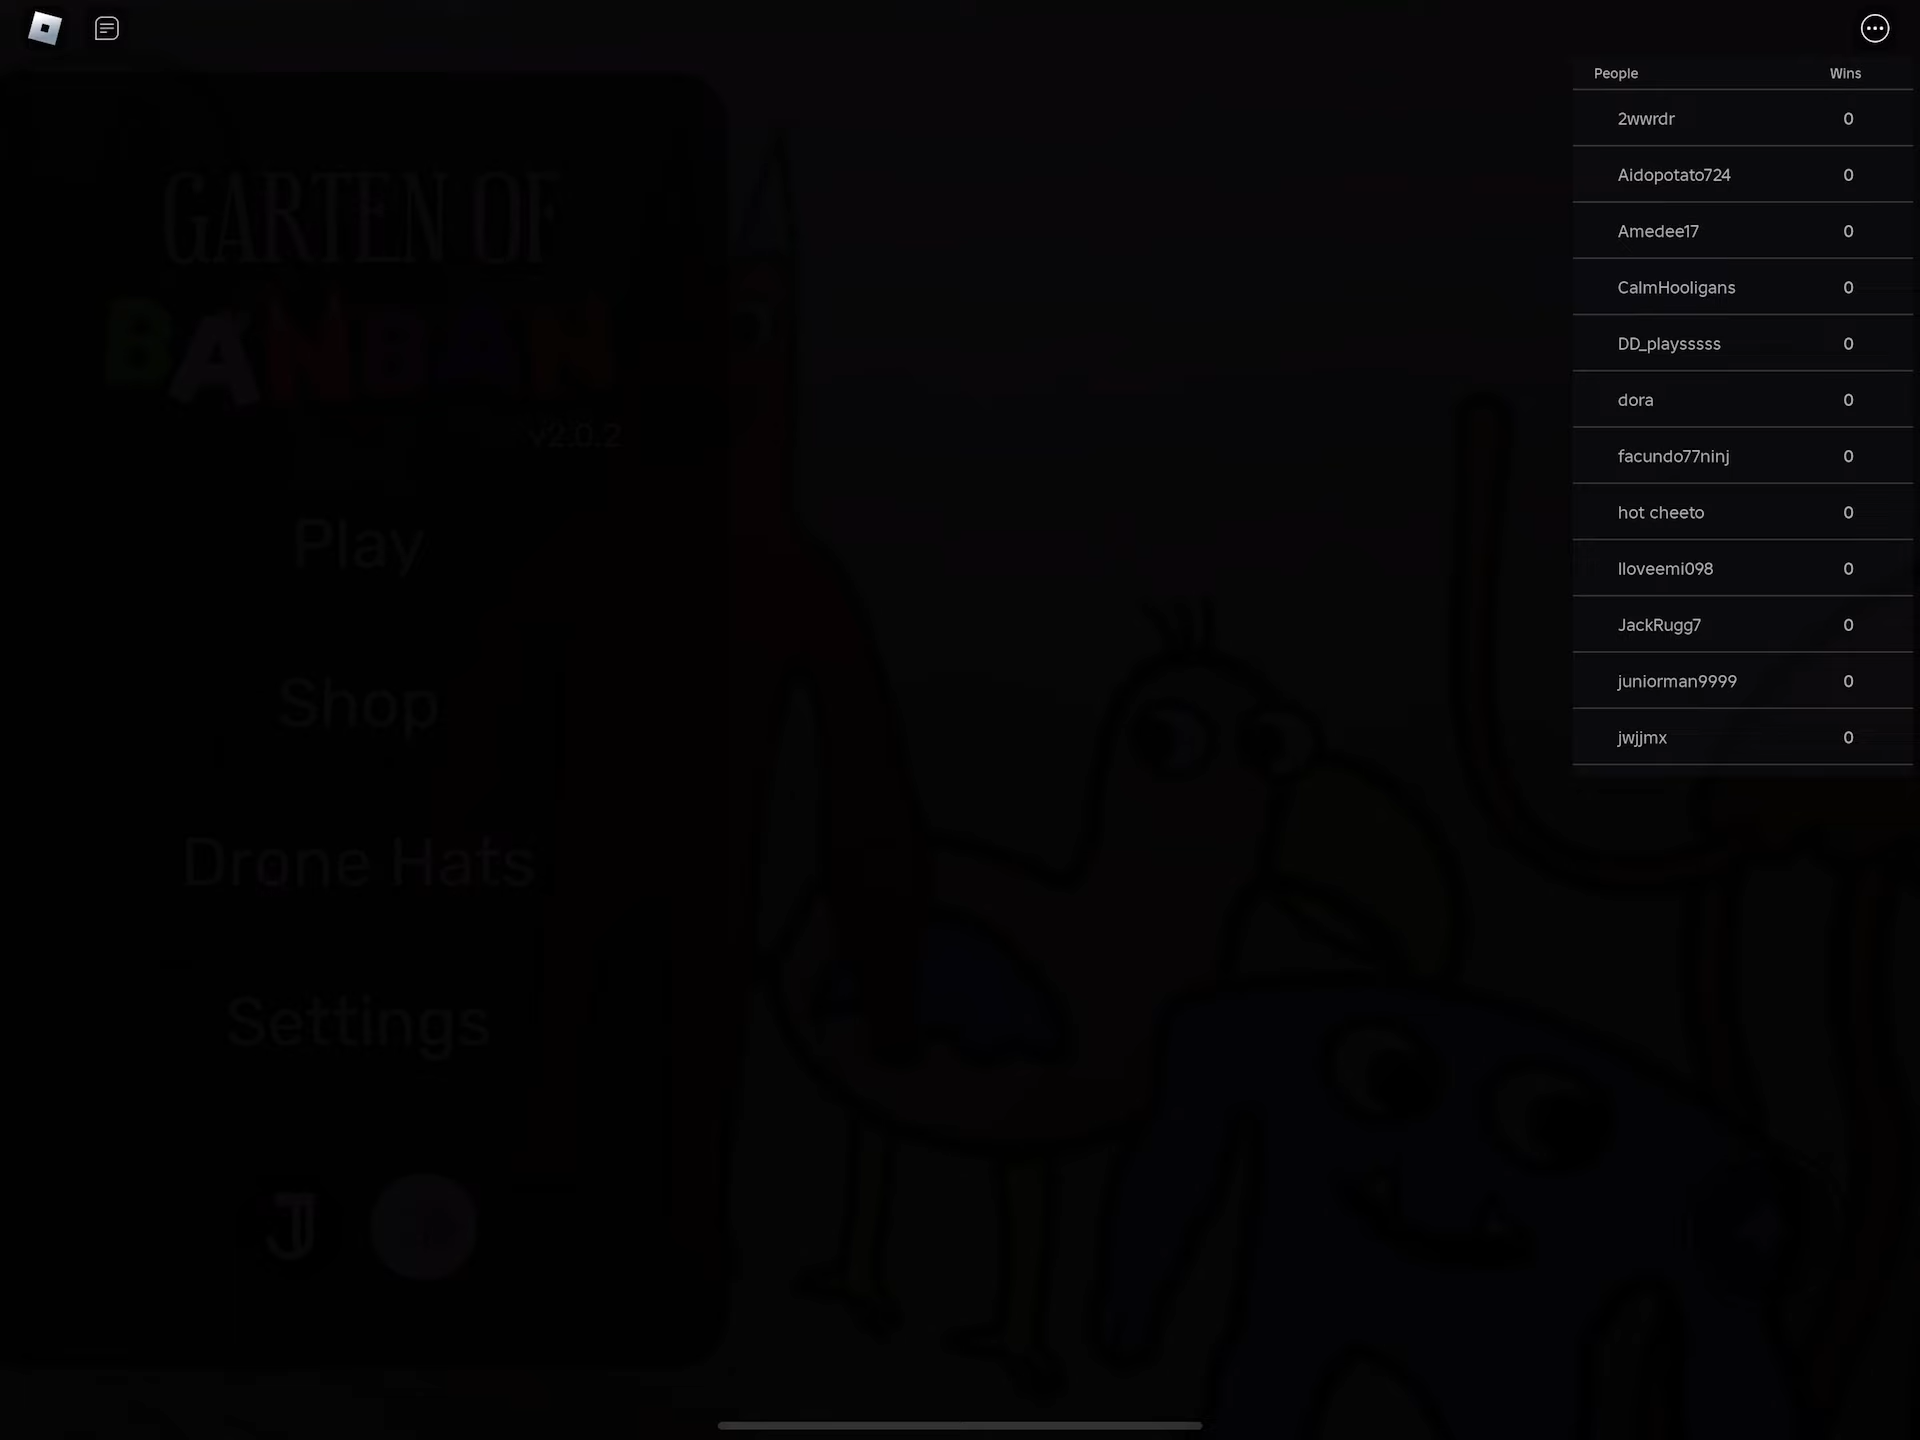 People Wins
2wwrdr 0
Aidopotato724 0
Amedee17 0
CalmHooligans 0
DD_playsssss 0
dora 0
facundo77ninj 0
hot cheeto 0
Iloveemi098 0
JackRugg7 0
juniorman9999 0
jwjjmx 0
GARTEN OF
BANBAN
v2.0.2
Play
Shop
Drone Hats
Settings